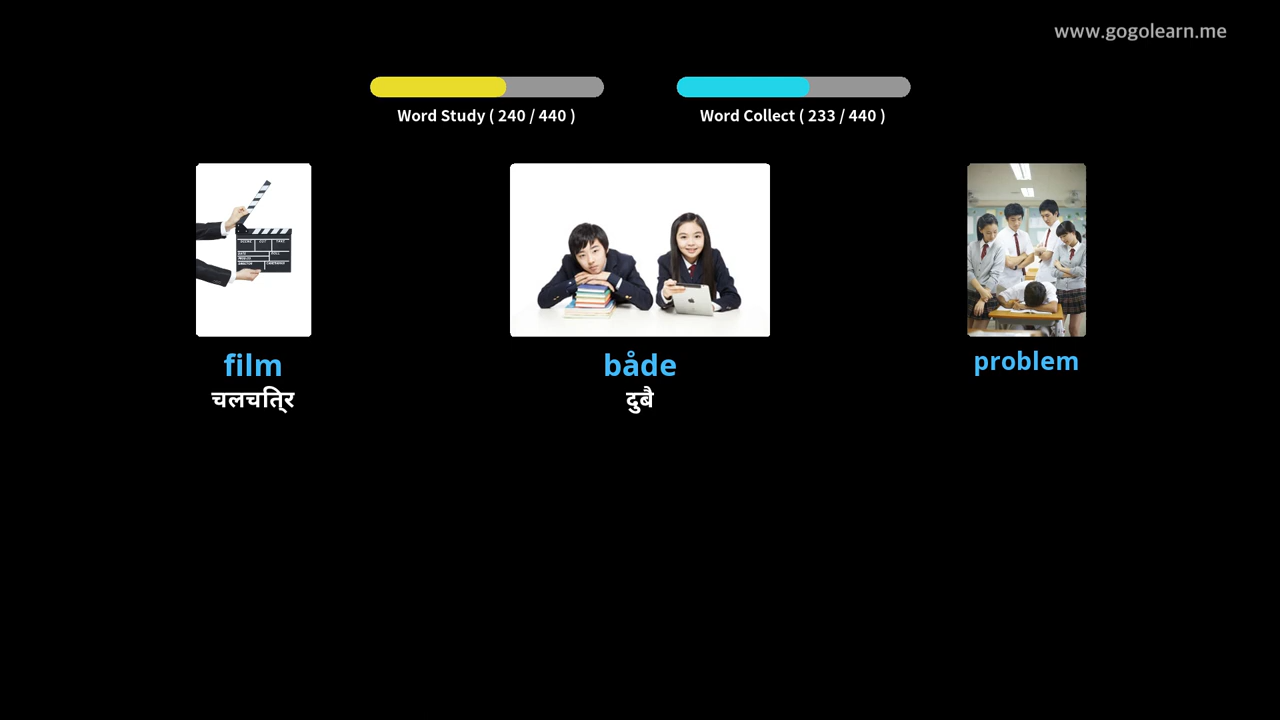 www.gogolearn.me
Word Study ( 240 / 440 )
Word Collect ( 233 / 440 )
film
चलचित्र
både
दुबै
problem